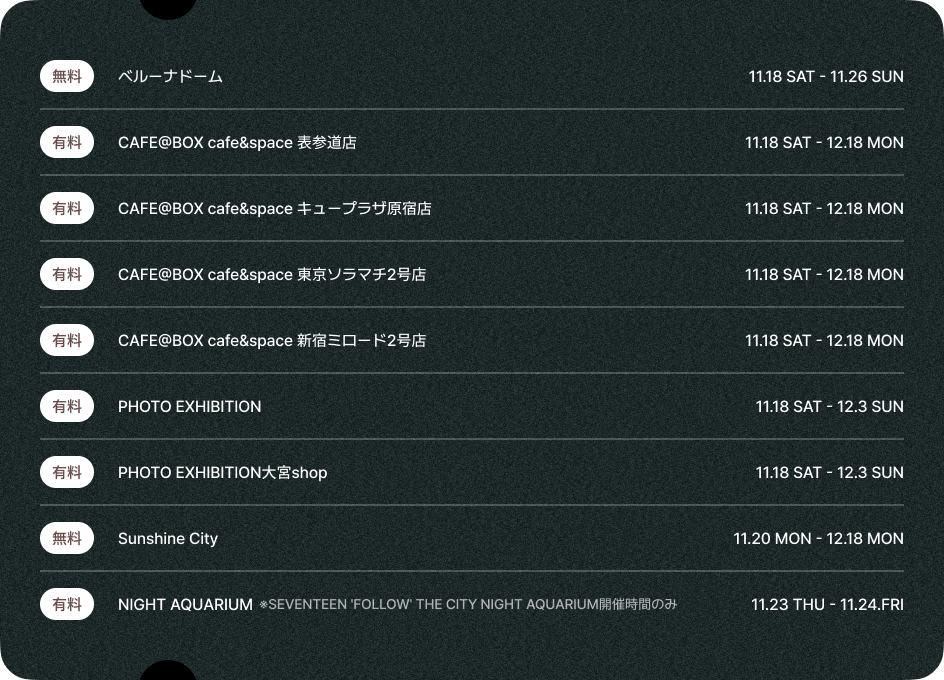 無料 ベルーナドーム 11.18 SAT - 11.26 SUN
有料 CAFE@BOX cafe&space 表参道店 11.18 SAT - 12.18 MON
有料 CAFE@BOX cafe&space キュープラザ原宿店 11.18 SAT - 12.18 MON
有料 CAFE@BOX cafe&space 東京ソラマチ2号店 11.18 SAT - 12.18 MON
有料 CAFE@BOX cafe&space 新宿ミロード2号店 11.18 SAT - 12.18 MON
有料 PHOTO EXHIBITION 11.18 SAT - 12.3 SUN
有料 PHOTO EXHIBITION大宮shop 11.18 SAT - 12.3 SUN
無料 Sunshine City 11.20 MON - 12.18 MON
有料 NIGHT AQUARIUM ※SEVENTEEN 'FOLLOW' THE CITY NIGHT AQUARIUM開催時間のみ 11.23 THU - 11.24.FRI